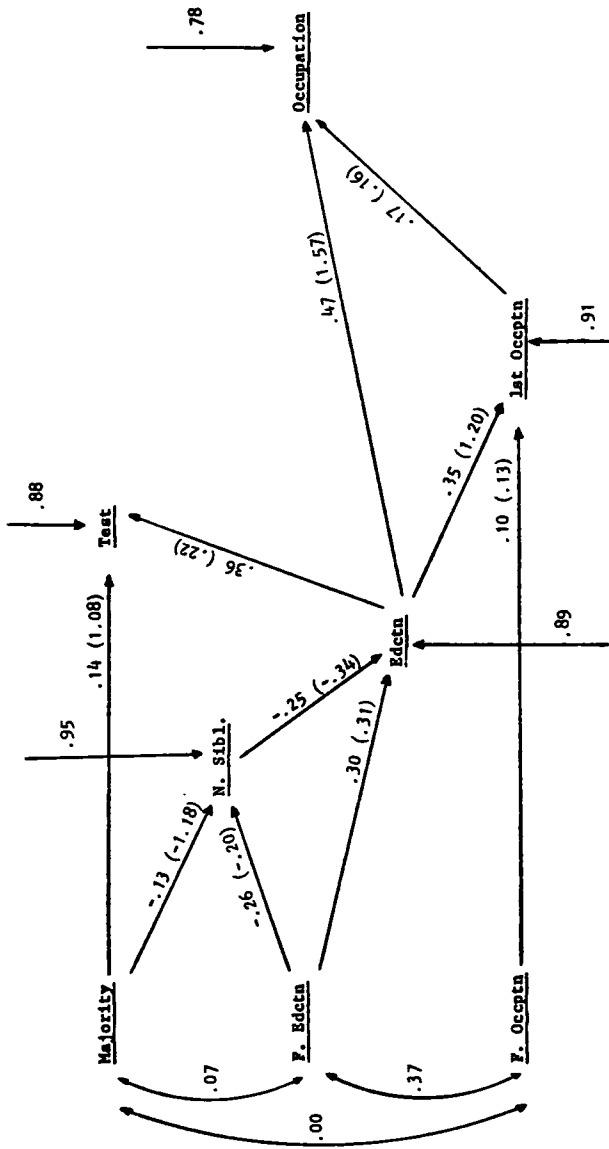 Majority
F. Edctn
F. Occptn
.07
.37
.00
.14 (1.08)
-.13 (-1.18)
-.26 (-.20)
.95
N. Sibl.
-.25 (-.34)
.30 (.31)
.10 (.13)
.88
Test
.36 (.22)
Edctn
.89
.47 (1.57)
.35 (1.20)
1st Occptn
.91
.17 (.16)
Occupation
.78